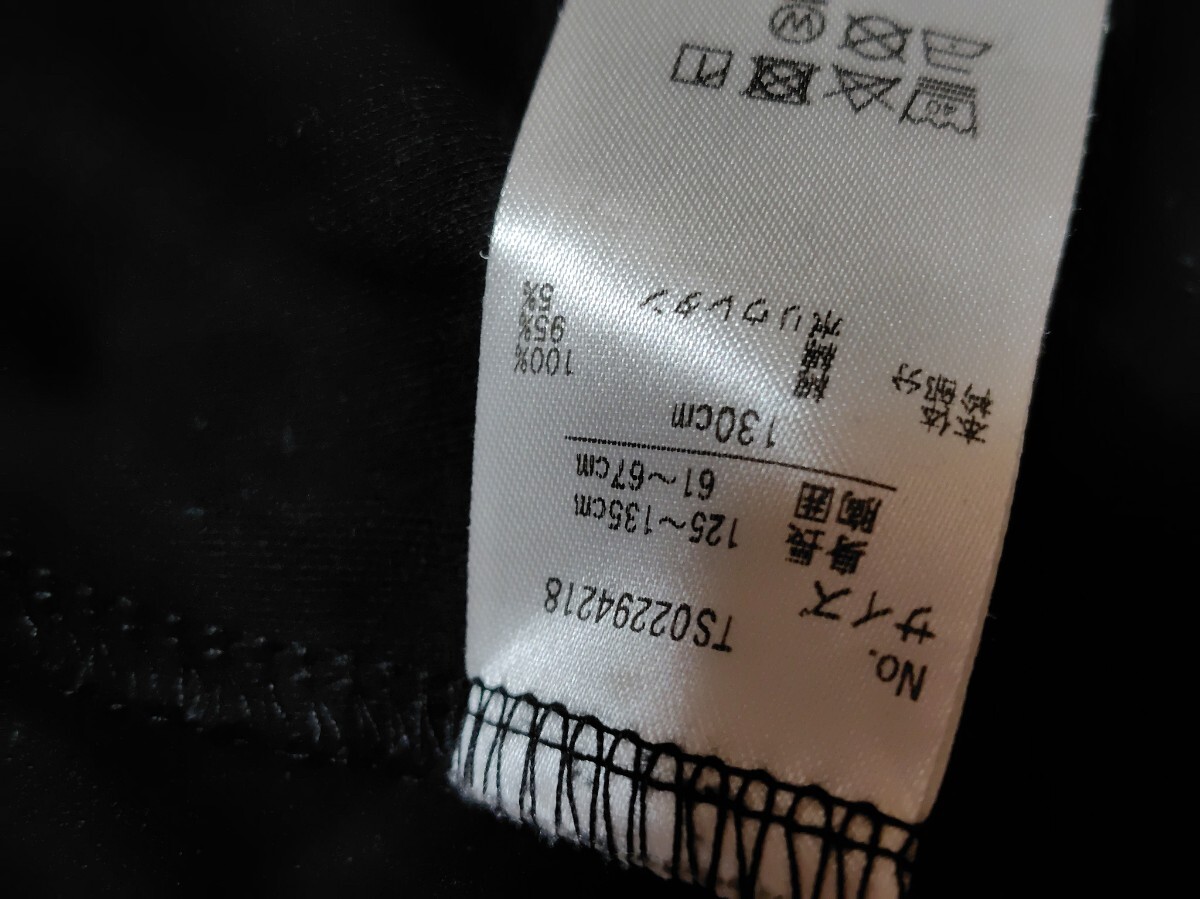 No. TS02294218
サイズ
身長 125～135cm
胸囲 61～67cm
130cm
本体 綿 100%
衿部分 綿 95%
ポリウレタン 5%
40
W